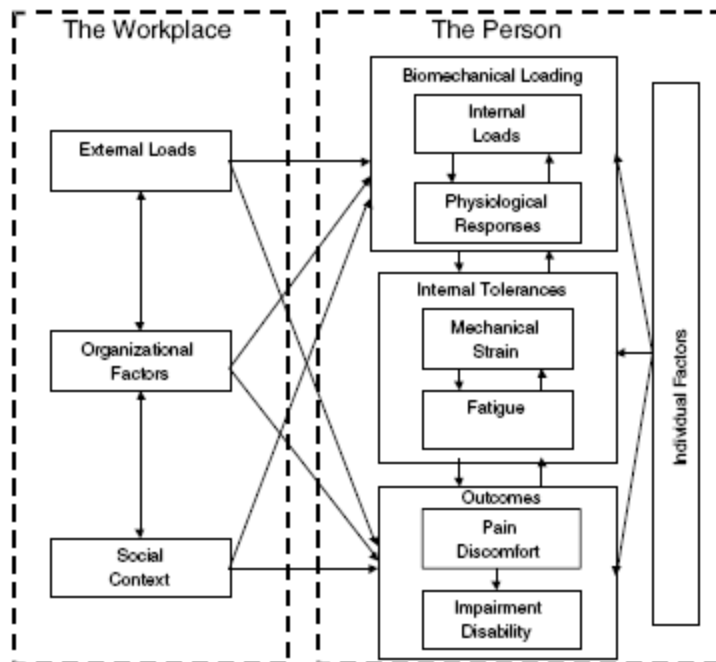 The Workplace
The Person
External Loads
Organizational
Factors
Social
Context
Biomechanical Loading
Internal
Loads
Physiological
Responses
Internal Tolerances
Mechanical
Strain
Fatigue
Outcomes
Pain
Discomfort
Impairment
Disability
Individual Factors